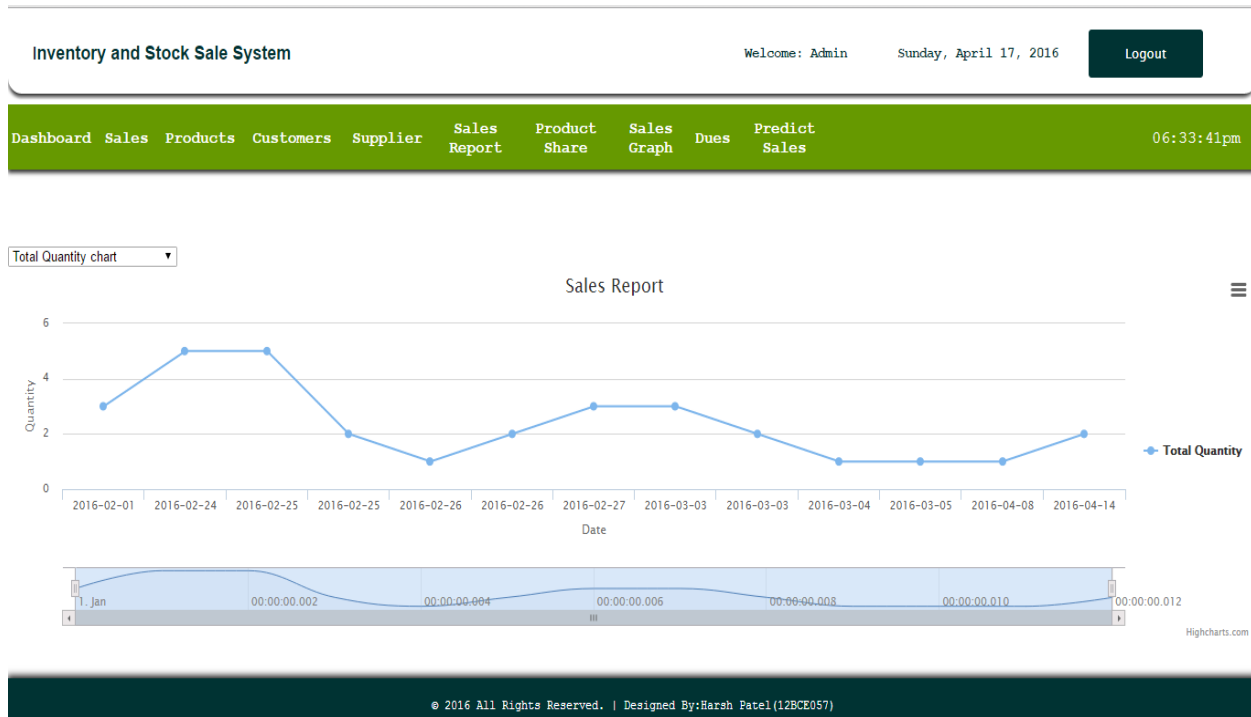 Inventory and Stock Sale System
Welcome: Admin
Sunday, April 17, 2016
Logout
Dashboard
Sales
Products
Customers
Supplier
Sales
Report
Product
Share
Sales
Graph
Dues
Predict
Sales
06:33:41pm
Total Quantity chart
Sales Report
6
4
2
0
Quantity
2016-02-01
2016-02-24
2016-02-25
2016-02-25
2016-02-26
2016-02-26
2016-02-27
2016-03-03
2016-03-03
2016-03-04
2016-03-05
2016-04-08
2016-04-14
Date
Total Quantity
1. Jan
00:00:00.002
00:00:00.004
00:00:00.006
00:00:00.008
00:00:00.010
00:00:00.012
Highcharts.com
© 2016 All Rights Reserved. | Designed By:Harsh Patel(12BCE057)